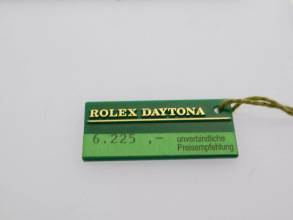 ROLEX DAYTONA
6.225 ,-
unverbindliche
Preisempfehlung